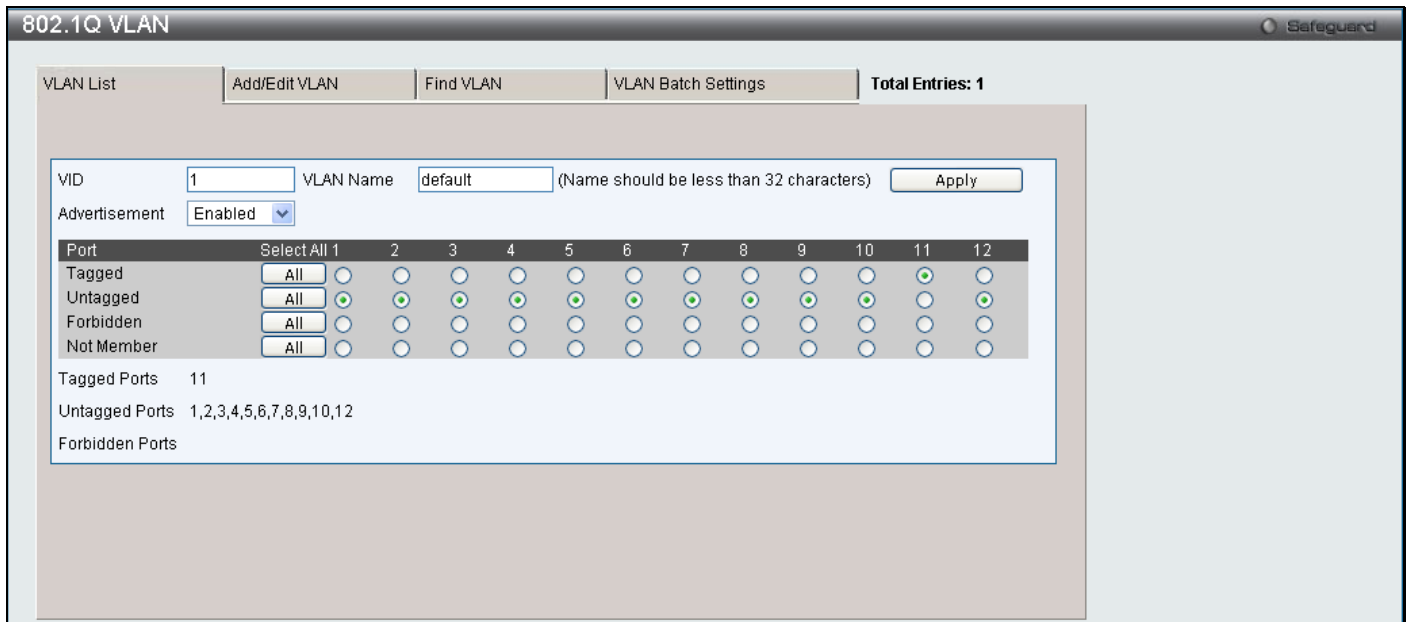 802.1Q VLAN
Safeguard
VLAN List Add/Edit VLAN Find VLAN VLAN Batch Settings Total Entries: 1
VID 1 VLAN Name default (Name should be less than 32 characters) Apply
Advertisement Enabled
Port Select All 1 2 3 4 5 6 7 8 9 10 11 12
Tagged All
Untagged All
Forbidden All
Not Member All
Tagged Ports 11
Untagged Ports 1,2,3,4,5,6,7,8,9,10,12
Forbidden Ports